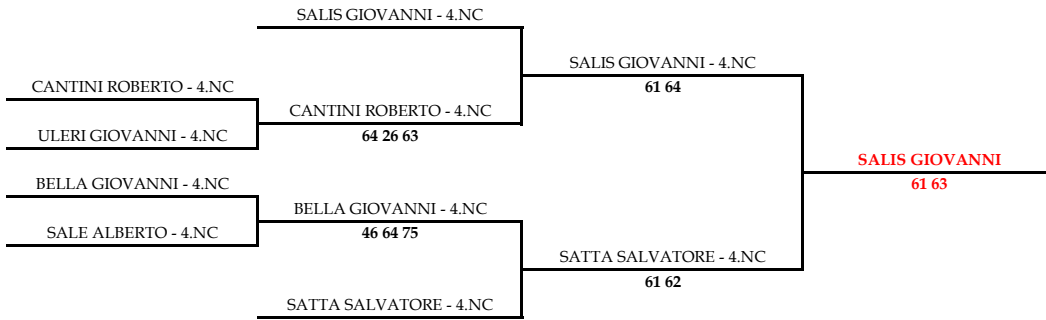 SALIS GIOVANNI - 4.NC
SALIS GIOVANNI - 4.NC
61 64
CANTINI ROBERTO - 4.NC
CANTINI ROBERTO - 4.NC
64 26 63
ULERI GIOVANNI - 4.NC
SALIS GIOVANNI
61 63
BELLA GIOVANNI - 4.NC
BELLA GIOVANNI - 4.NC
46 64 75
SALE ALBERTO - 4.NC
SATTA SALVATORE - 4.NC
61 62
SATTA SALVATORE - 4.NC